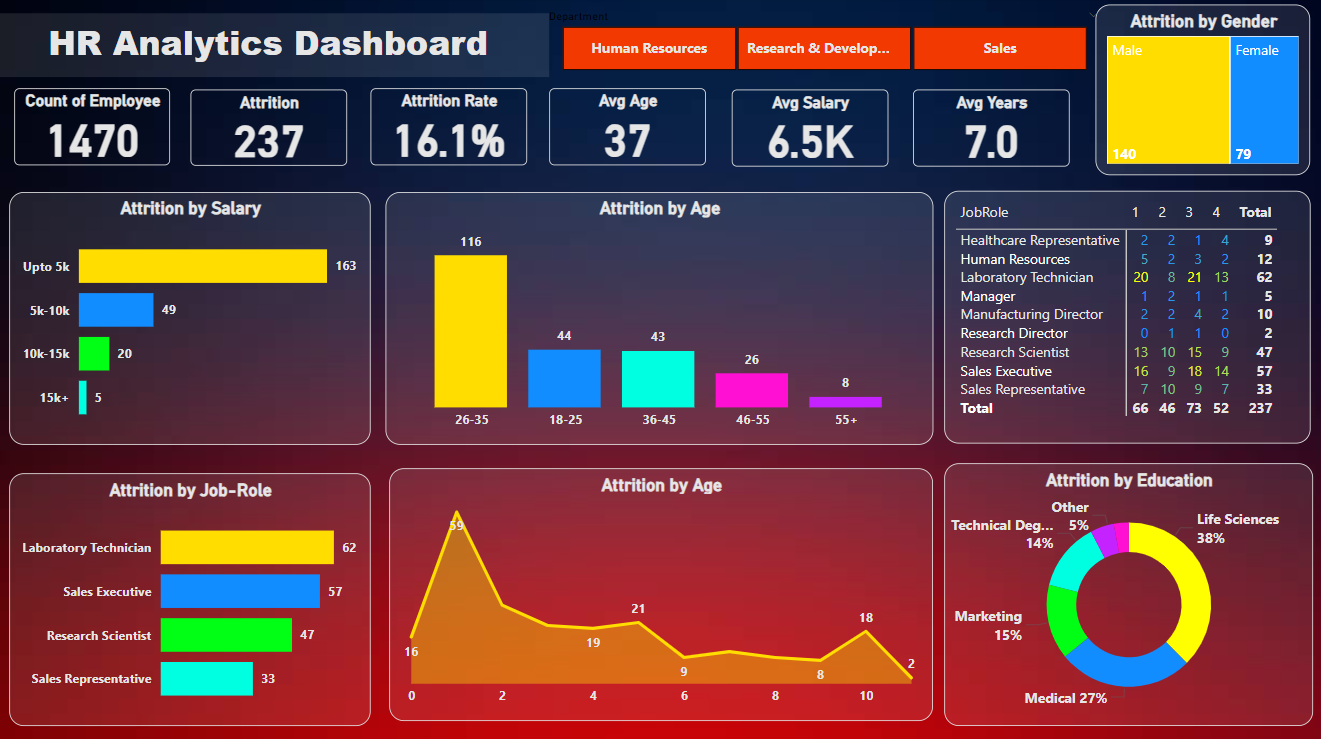 Department
HR Analytics Dashboard
Human Resources
Research & Develop...
Sales
Attrition by Gender
Male
140
Female
79
Count of Employee
1470
Attrition
237
Attrition Rate
16.1%
Avg Age
37
Avg Salary
6.5K
Avg Years
7.0
Attrition by Salary
Upto 5k 163
5k-10k 49
10k-15k 20
15k+ 5
Attrition by Age
116
44
43
26
8
26-35 18-25 36-45 46-55 55+
JobRole 1 2 3 4 Total
Healthcare Representative 2 2 1 4 9
Human Resources 5 2 3 2 12
Laboratory Technician 20 8 21 13 62
Manager 1 2 1 1 5
Manufacturing Director 2 2 4 2 10
Research Director 0 1 1 0 2
Research Scientist 13 10 15 9 47
Sales Executive 16 9 18 14 57
Sales Representative 7 10 9 7 33
Total 66 46 73 52 237
Attrition by Job-Role
Laboratory Technician 62
Sales Executive 57
Research Scientist 47
Sales Representative 33
Attrition by Age
16
59
19
21
9
8
18
2
0 2 4 6 8 10
Attrition by Education
Other
5%
Life Sciences
38%
Technical Deg...
14%
Marketing
15%
Medical 27%